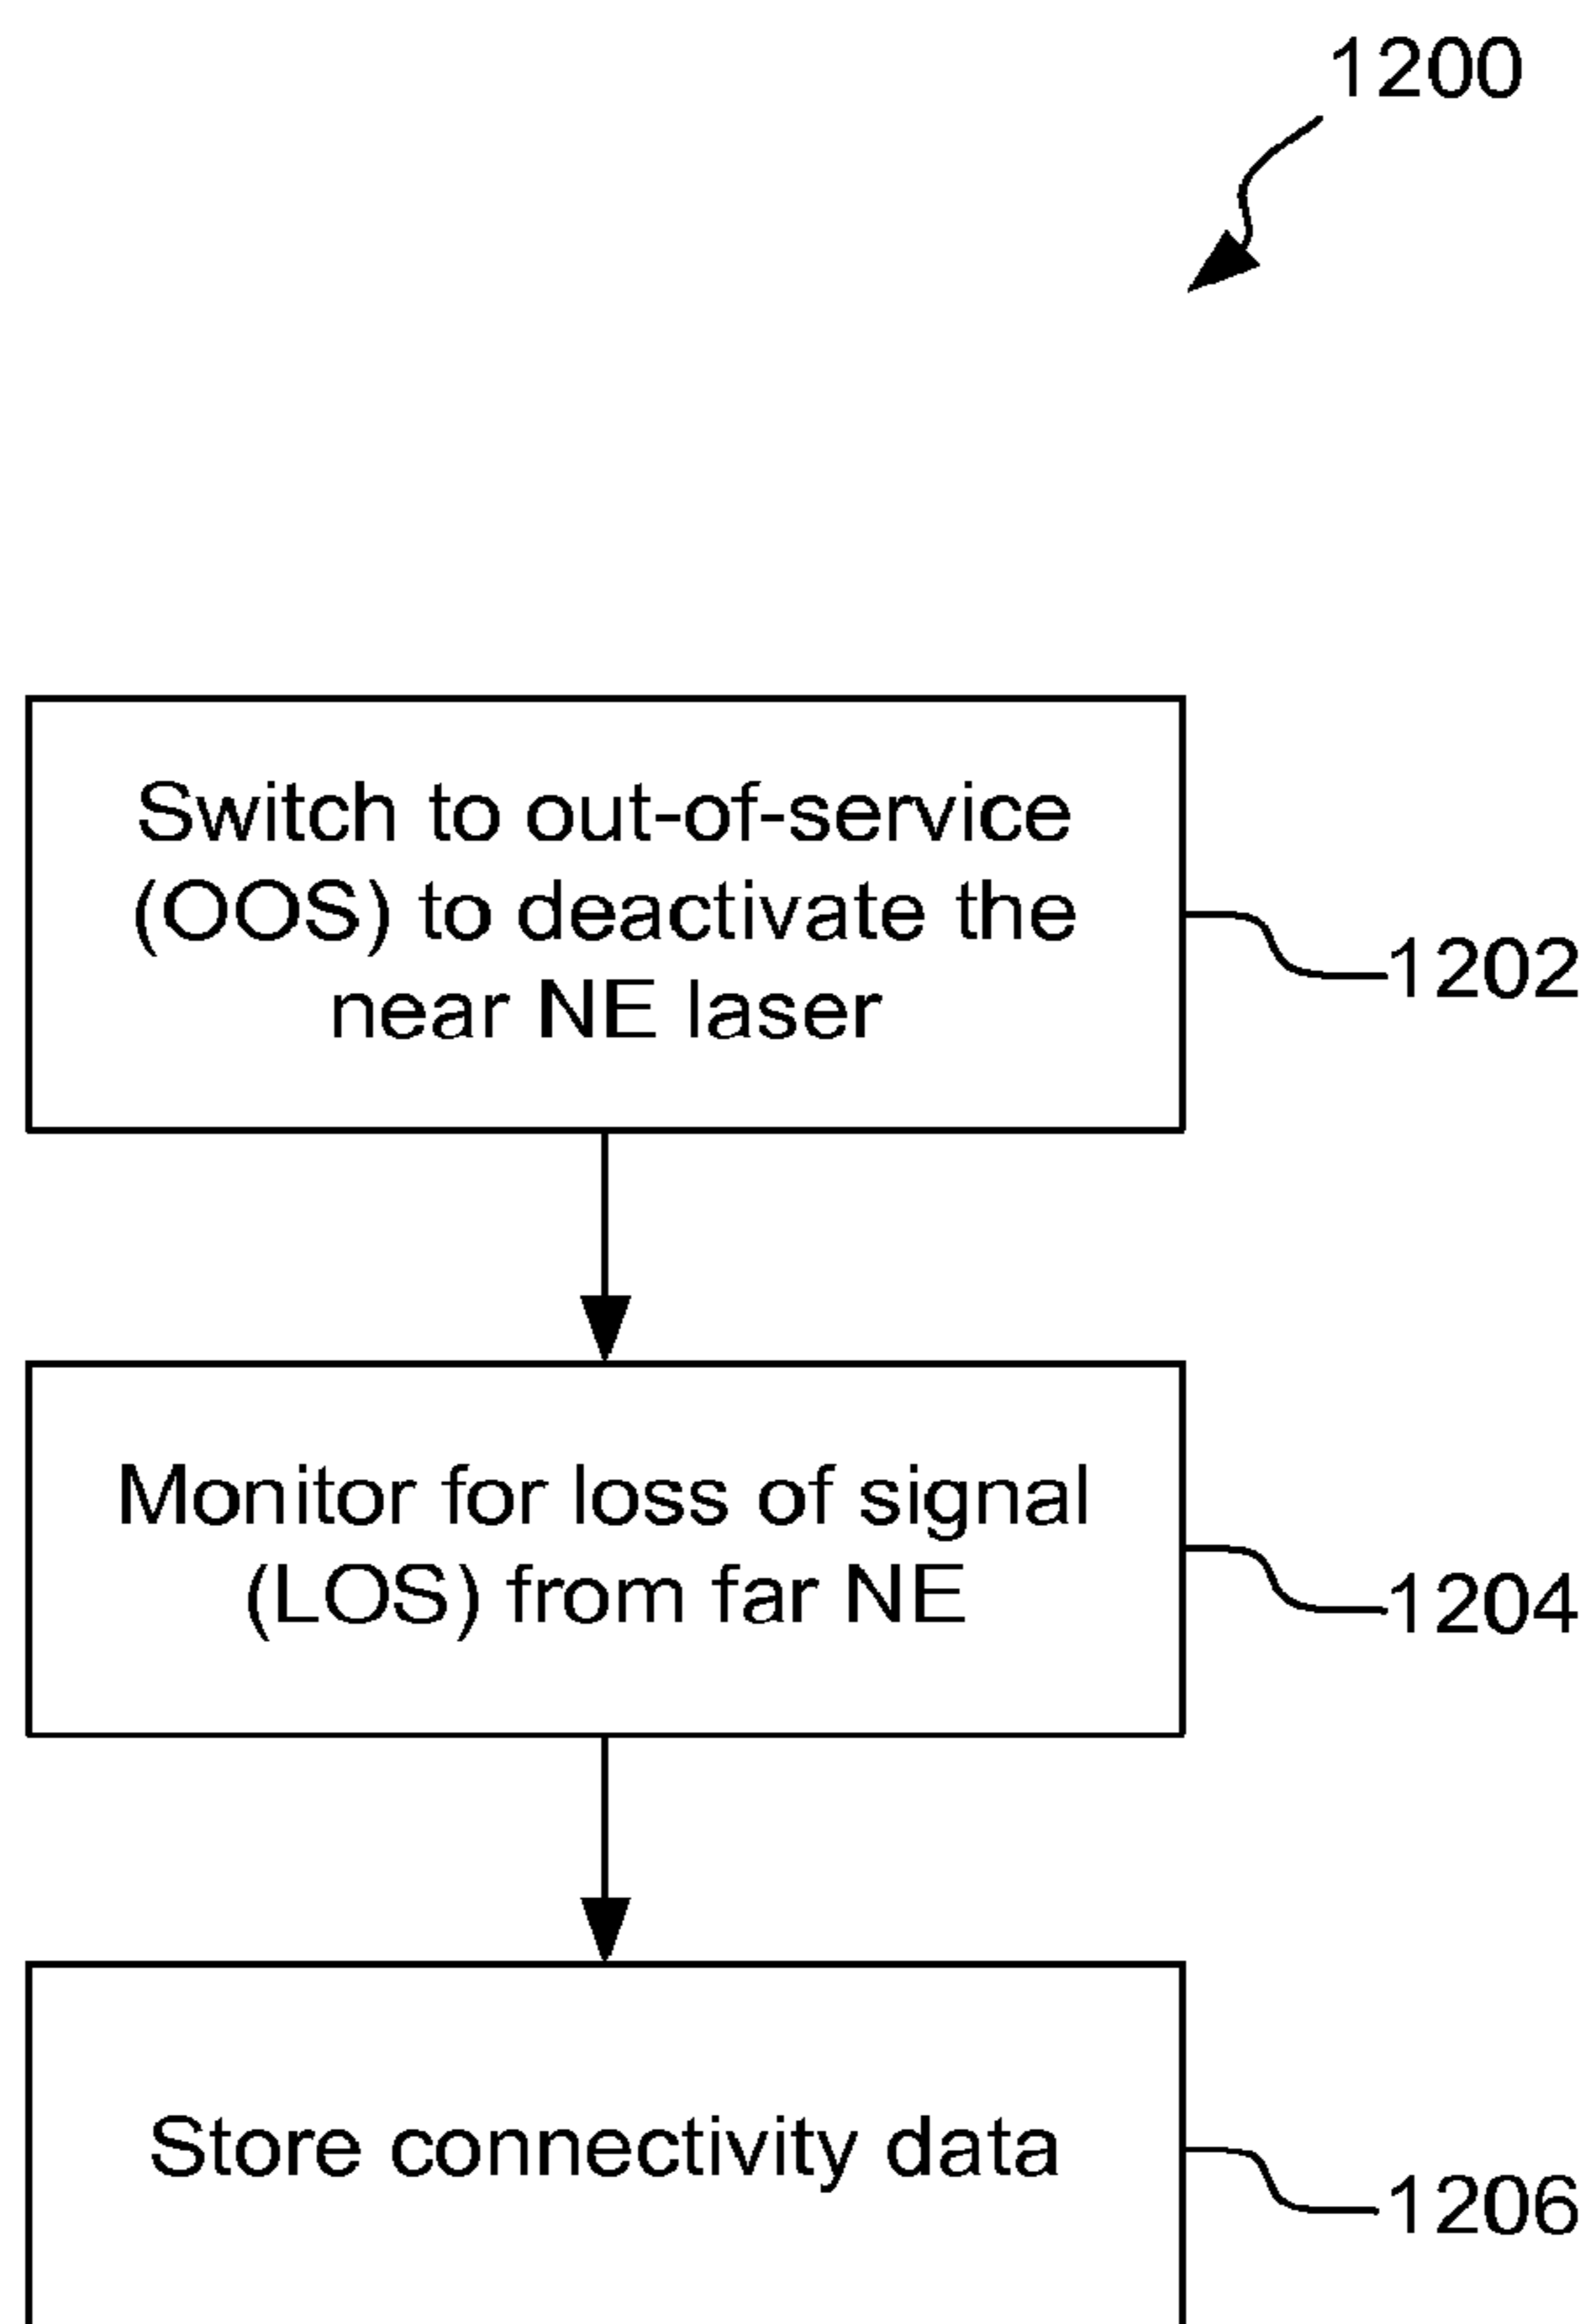 1200
Switch to out-of-service
(OOS) to deactivate the
near NE laser
1202
Monitor for loss of signal
(LOS) from far NE
1204
Store connectivity data
1206